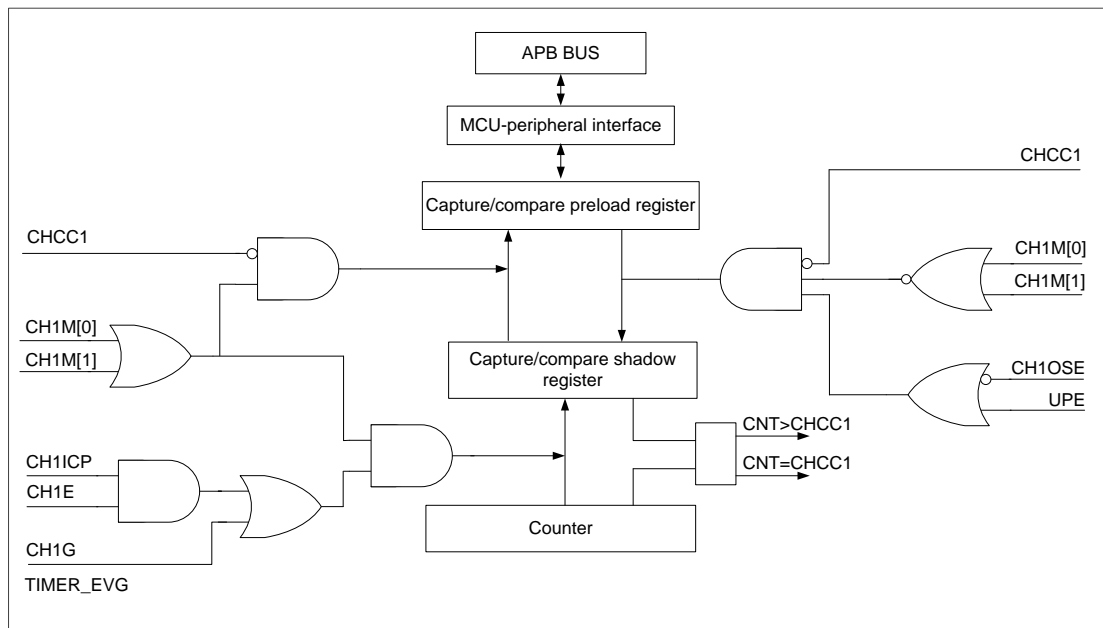 APB BUS
MCU-peripheral interface
CHCC1
Capture/compare preload register
CHCC1
CH1M[0]
CH1M[1]
CH1M[0]
CH1M[1]
Capture/compare shadow
register
CH1OSE
UPE
CNT>CHCC1
CNT=CHCC1
CH1ICP
CH1E
Counter
CH1G
TIMER_EVG